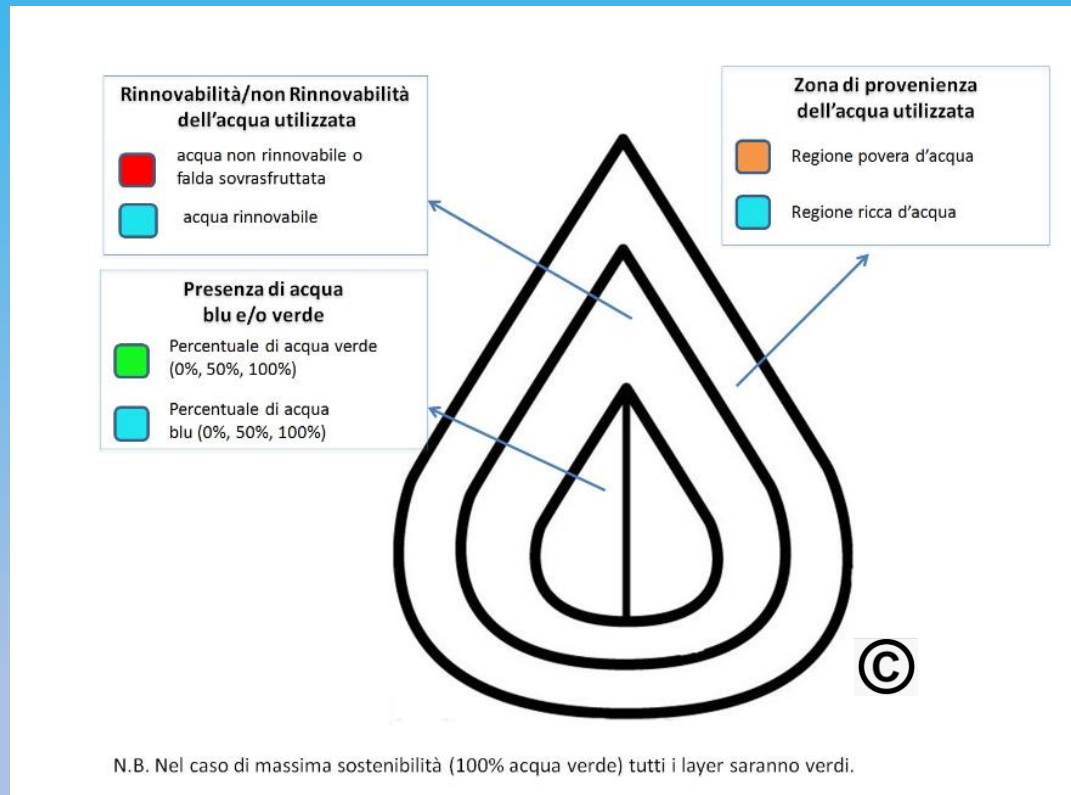 Rinnovabilità/non Rinnovabilità
dell'acqua utilizzata
acqua non rinnovabile o
falda sovrasfruttata
acqua rinnovabile
Presenza di acqua
blu e/o verde
Percentuale di acqua verde
(0%, 50%, 100%)
Percentuale di acqua
blu (0%, 50%, 100%)
Zona di provenienza
dell'acqua utilizzata
Regione povera d'acqua
Regione ricca d'acqua
©
N.B. Nel caso di massima sostenibilità (100% acqua verde) tutti i layer saranno verdi.